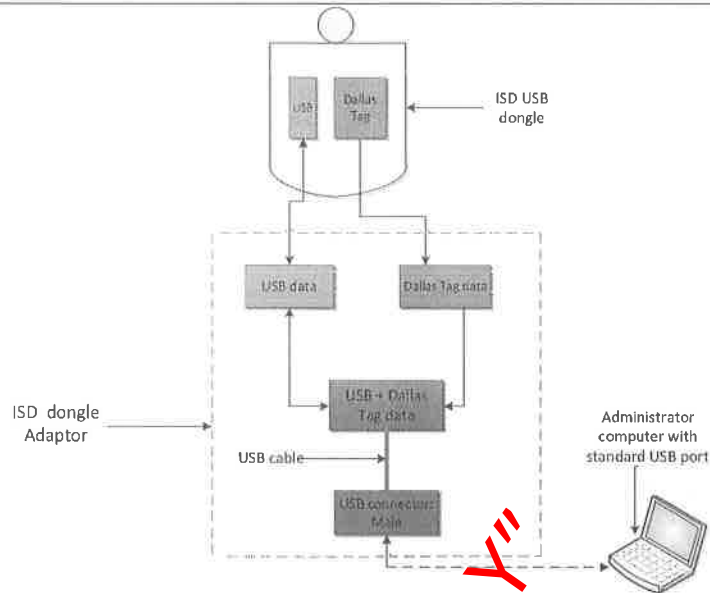 USB
Dallas
Tag
ISD USB
dongle
USB data
Dallas Tag data
USB + Dallas
Tag data
ISD dongle
Adaptor
USB cable
USB connector:
Male
Administrator
computer with
standard USB port
Y"